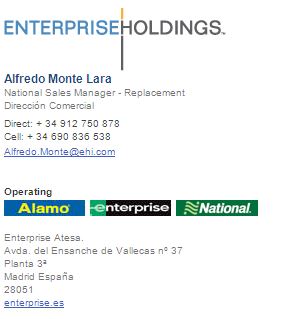 ENTERPRISE HOLDINGS.
Alfredo Monte Lara
National Sales Manager - Replacement
Dirección Comercial
Direct: + 34 912 750 878
Cell: + 34 690 836 538
Alfredo.Monte@ehi.com
Operating
Alamo enterprise National.
Enterprise Atesa.
Avda. del Ensanche de Vallecas nº 37
Planta 3ª
Madrid España
28051
enterprise.es